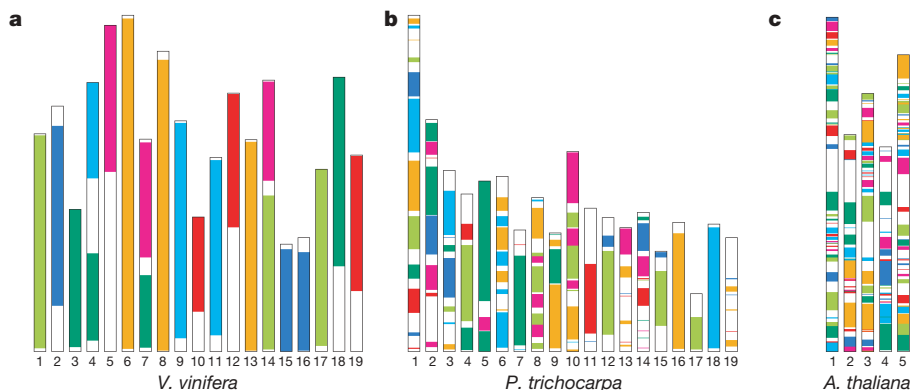 a b c
1 2 3 4 5 6 7 8 9 10 11 12 13 14 15 16 17 18 19 1 2 3 4 5 6 7 8 9 10 11 12 13 14 15 16 17 18 19 1 2 3 4 5
V. vinifera P. trichocarpa A. thaliana